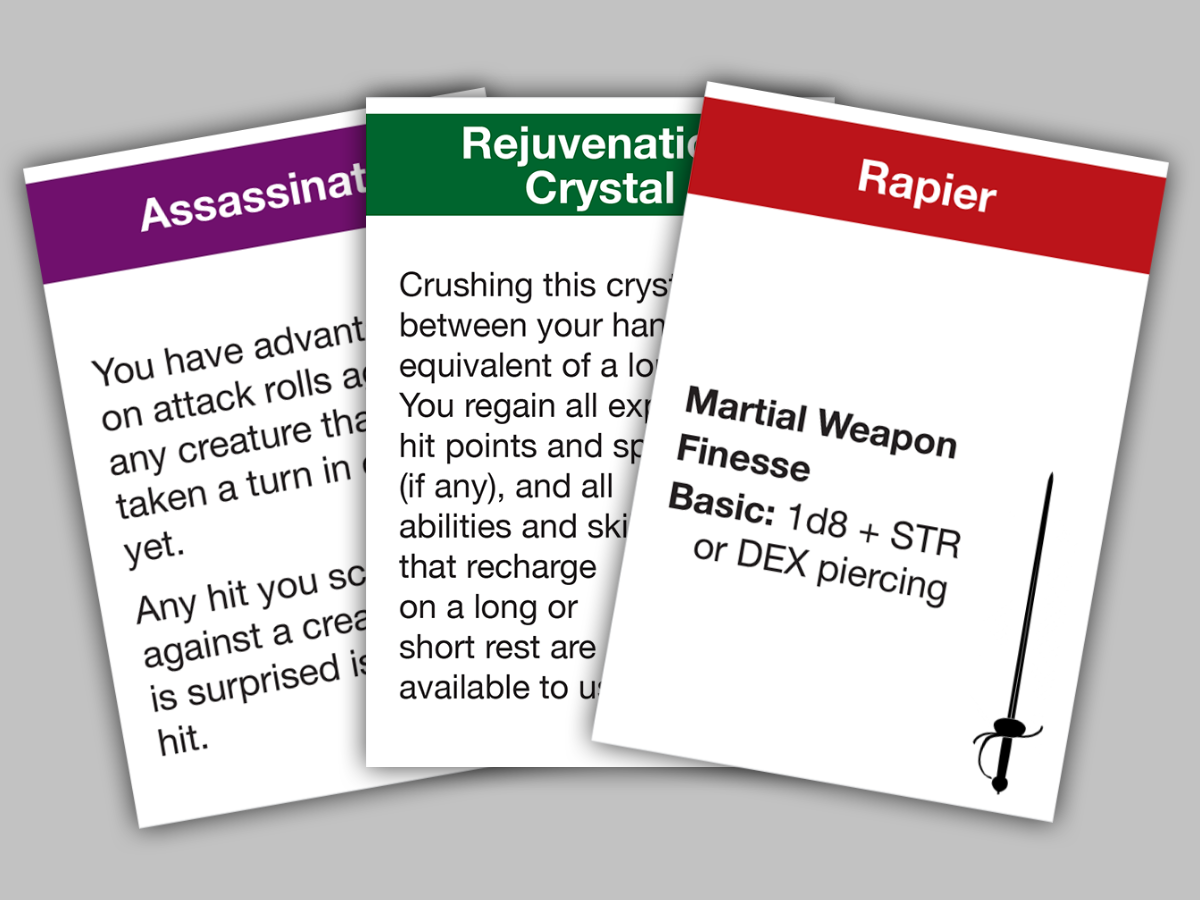 Assassinat
You have advant
on attack rolls a
any creature tha
taken a turn in
yet.
Any hit you sc
against a crea
is surprised is
hit.
Rejuvenatio
Crystal
Crushing this cryst
between your han
equivalent of a lo
You regain all exp
hit points and sp
(if any), and all
abilities and ski
that recharge
on a long or
short rest are
available to us
Rapier
Martial Weapon
Finesse
Basic: 1d8 + STR
or DEX piercing